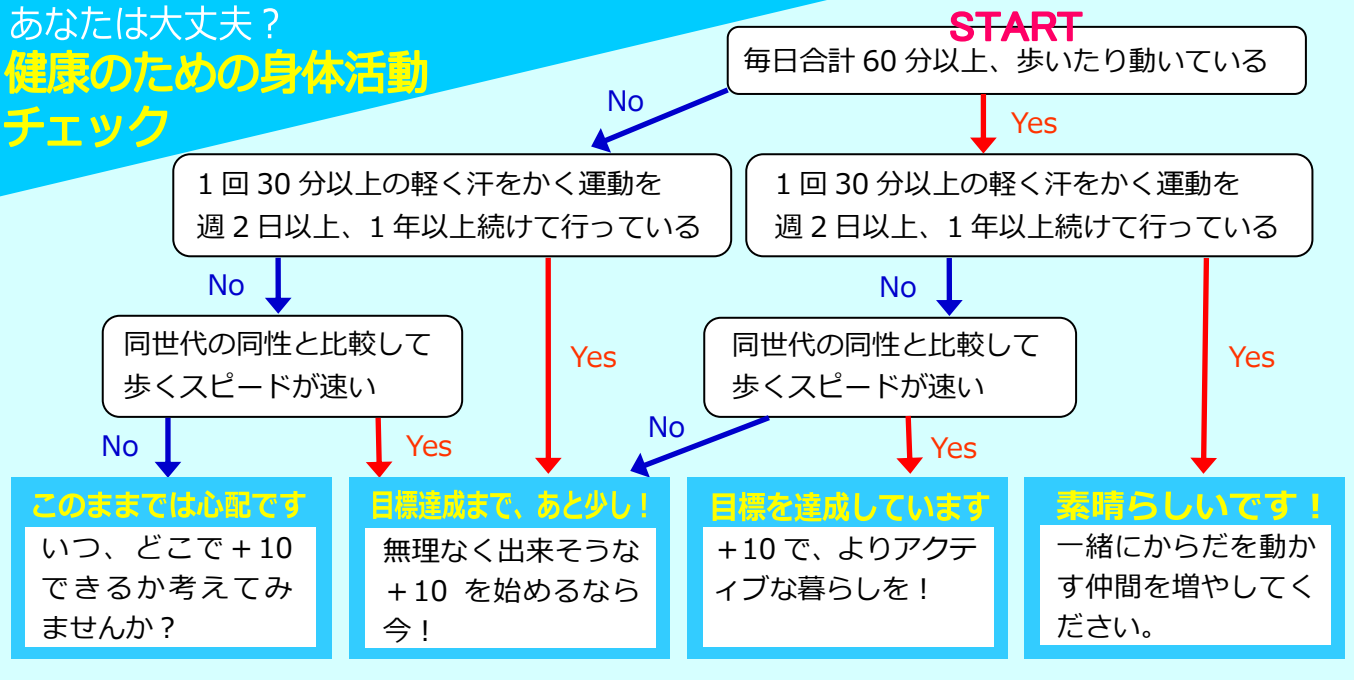 あなたは大丈夫？
健康のための身体活動
チェック
START
毎日合計 60 分以上、歩いたり動いている
No
Yes
1 回 30 分以上の軽く汗をかく運動を
週 2 日以上、1 年以上続けて行っている
1 回 30 分以上の軽く汗をかく運動を
週 2 日以上、1 年以上続けて行っている
No
Yes
No
Yes
同世代の同性と比較して
歩くスピードが速い
同世代の同性と比較して
歩くスピードが速い
No
Yes
No
Yes
このままでは心配です
いつ、どこで＋10
できるか考えてみ
ませんか？
目標達成まで、あと少し！
無理なく出来そうな
＋10 を始めるなら
今！
目標を達成しています
＋10 で、よりアクテ
ィブな暮らしを！
素晴らしいです！
一緒にからだを動か
す仲間を増やしてく
ださい。